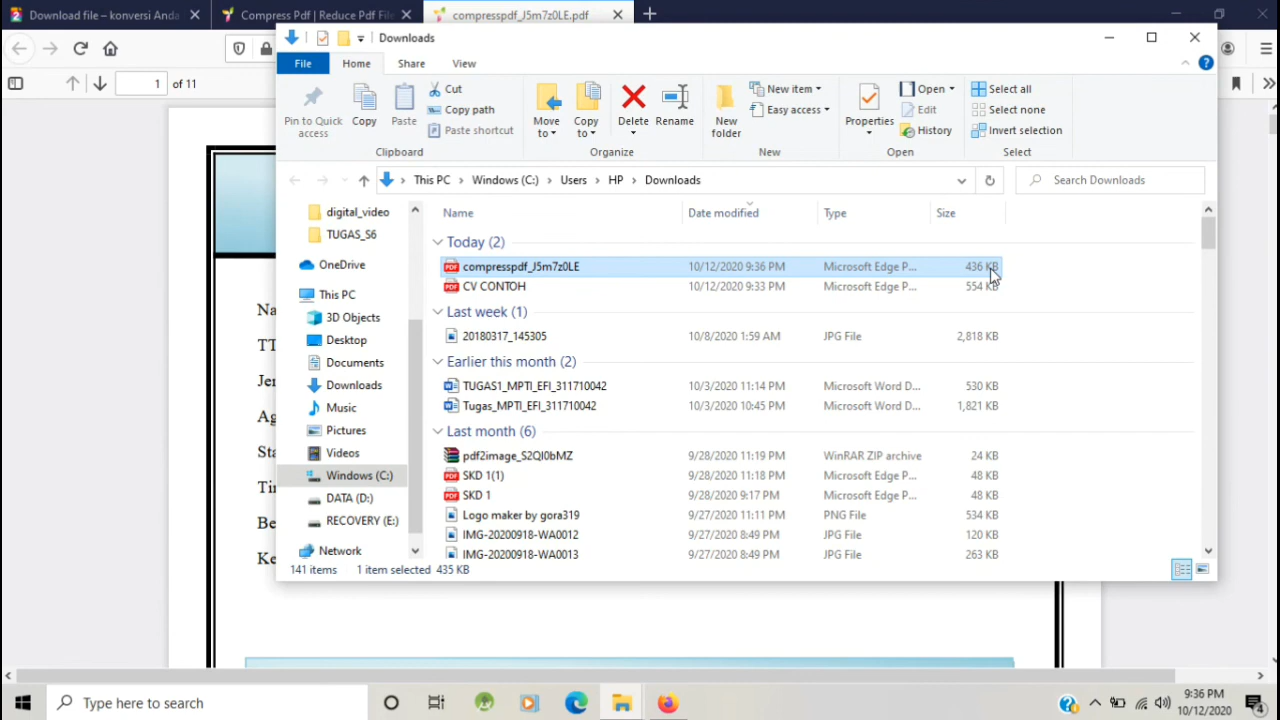 Download file – konversi Anda
Compress Pdf | Reduce Pdf File
compresspdf_J5m7z0LE.pdf
1 of 11
Downloads
File Home Share View
Pin to Quick access
Copy
Paste
Cut
Copy path
Paste shortcut
Clipboard
Move to
Copy to
Delete
Rename
Organize
New folder
New item
Easy access
New
Properties
Open
Edit
History
Open
Select all
Select none
Invert selection
Select
This PC > Windows (C:) > Users > HP > Downloads
Search Downloads
digital_video
TUGAS_S6
OneDrive
This PC
3D Objects
Desktop
Documents
Downloads
Music
Pictures
Videos
Windows (C:)
DATA (D:)
RECOVERY (E:)
Network
Name Date modified Type Size
Today (2)
compresspdf_J5m7z0LE 10/12/2020 9:36 PM Microsoft Edge P... 436 KB
CV CONTOH 10/12/2020 9:33 PM Microsoft Edge P... 554 KB
Last week (1)
20180317_145305 10/8/2020 1:59 AM JPG File 2,818 KB
Earlier this month (2)
TUGAS1_MPTI_EFI_311710042 10/3/2020 11:14 PM Microsoft Word D... 530 KB
Tugas_MPTI_EFI_311710042 10/3/2020 10:45 PM Microsoft Word D... 1,821 KB
Last month (6)
pdf2image_S2QI0bMZ 9/28/2020 11:19 PM WinRAR ZIP archive 24 KB
SKD 1(1) 9/28/2020 11:18 PM Microsoft Edge P... 48 KB
SKD 1 9/28/2020 9:17 PM Microsoft Edge P... 48 KB
Logo maker by gora319 9/27/2020 11:11 PM PNG File 534 KB
IMG-20200918-WA0012 9/27/2020 8:49 PM JPG File 120 KB
IMG-20200918-WA0013 9/27/2020 8:49 PM JPG File 263 KB
141 items 1 item selected 435 KB
Na
TT
Jer
Ag
Sta
Tin
Be
Ke
Type here to search
9:36 PM
10/12/2020
4